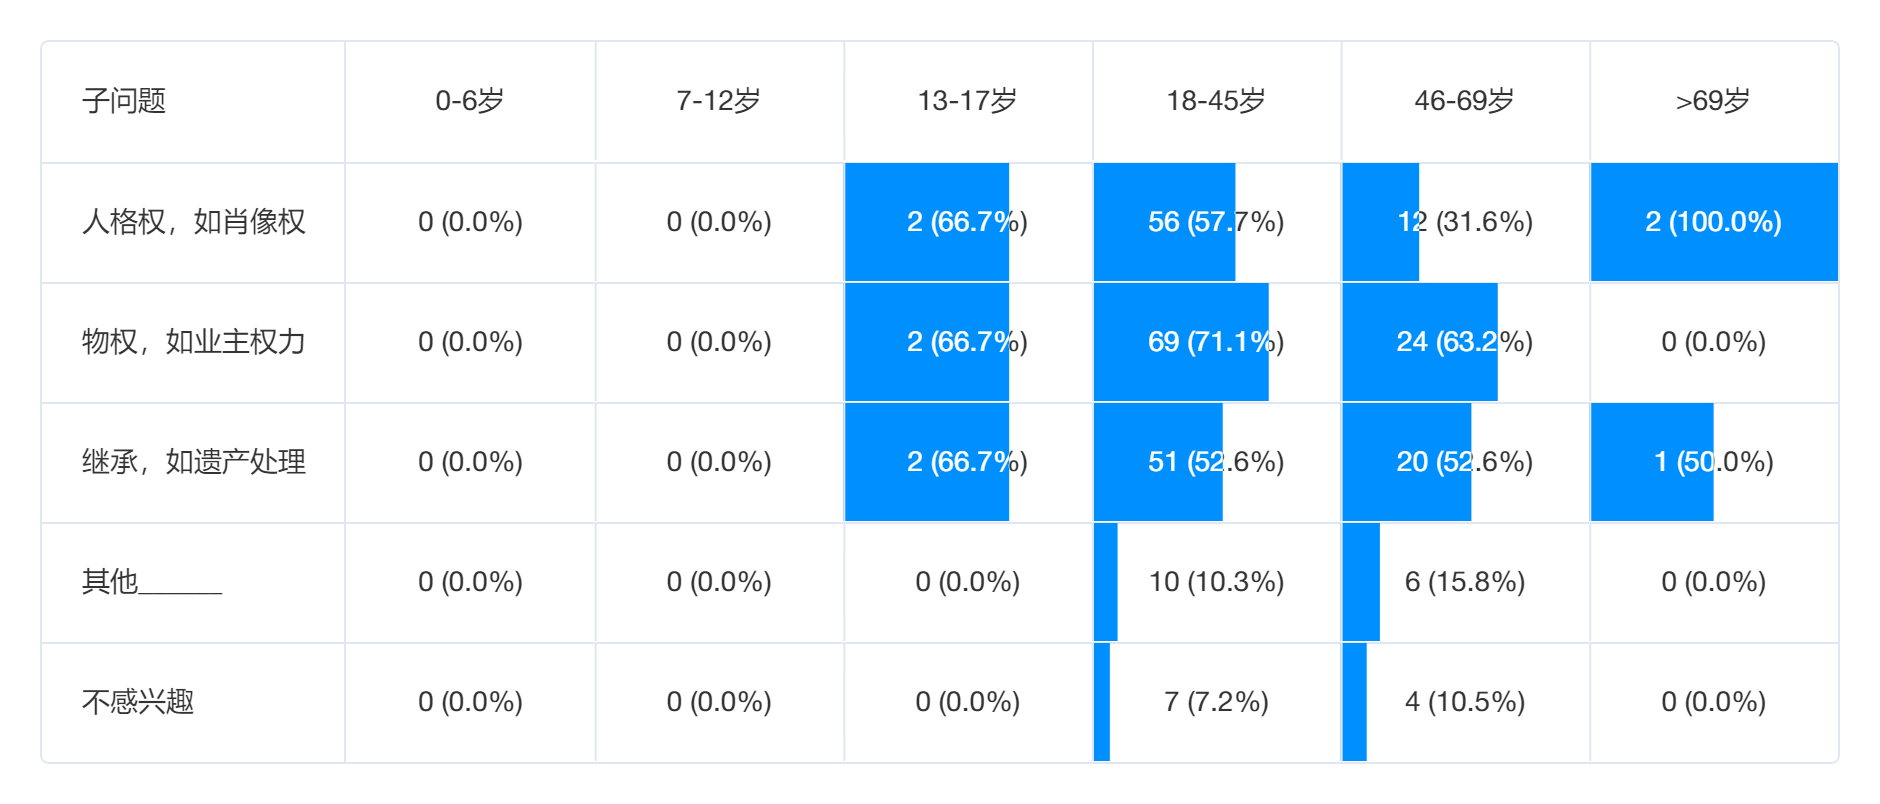 子问题 0-6岁 7-12岁 13-17岁 18-45岁 46-69岁 >69岁
人格权，如肖像权 0 (0.0%) 0 (0.0%) 2 (66.7%) 56 (57.7%) 12 (31.6%) 2 (100.0%)
物权，如业主权力 0 (0.0%) 0 (0.0%) 2 (66.7%) 69 (71.1%) 24 (63.2%) 0 (0.0%)
继承，如遗产处理 0 (0.0%) 0 (0.0%) 2 (66.7%) 51 (52.6%) 20 (52.6%) 1 (50.0%)
其他______ 0 (0.0%) 0 (0.0%) 0 (0.0%) 10 (10.3%) 6 (15.8%) 0 (0.0%)
不感兴趣 0 (0.0%) 0 (0.0%) 0 (0.0%) 7 (7.2%) 4 (10.5%) 0 (0.0%)